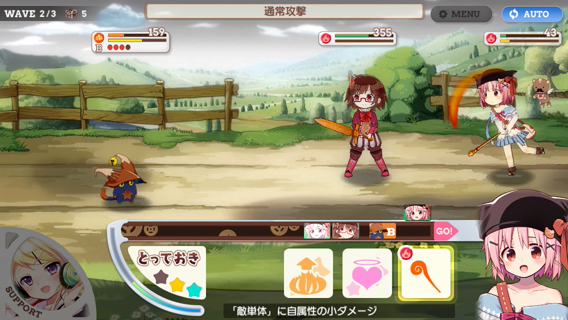 WAVE 2/3 5
通常攻撃
MENU
AUTO
159
B
355
43
B
GO!
とっておき
SUPPORT
「敵単体」に自属性の小ダメージ